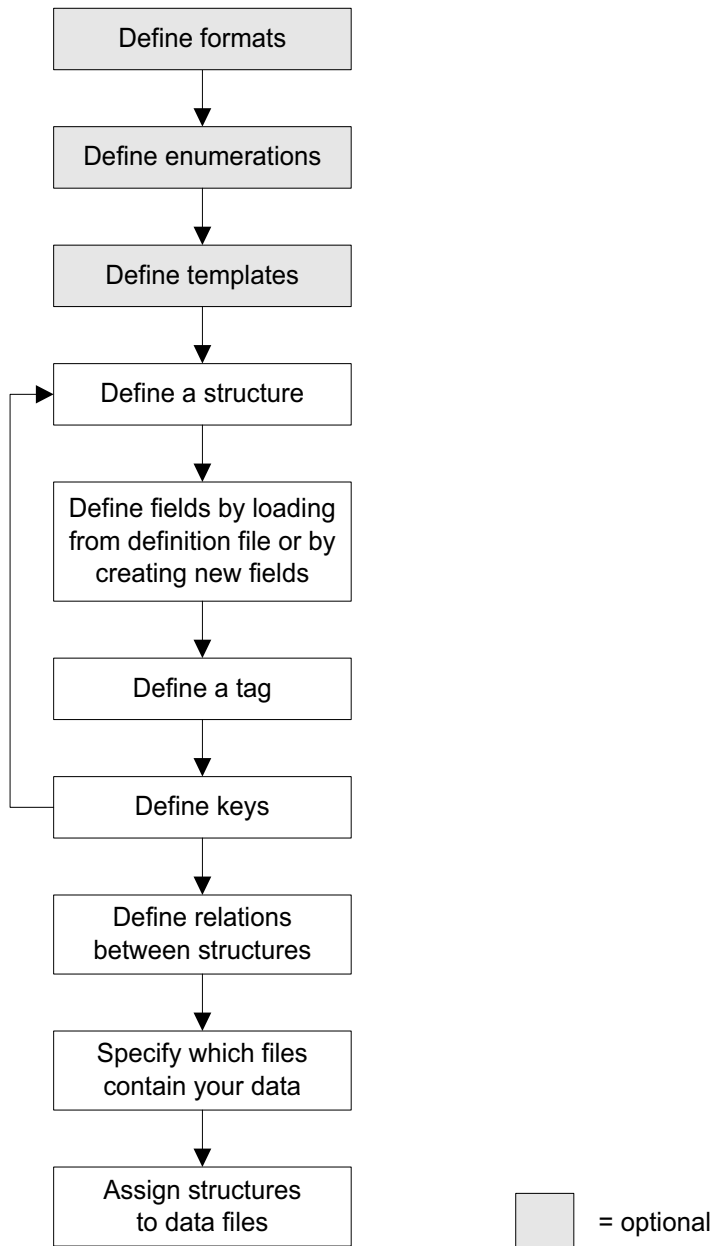 Define formats
Define enumerations
Define templates
Define a structure
Define fields by loading
from definition file or by
creating new fields
Define a tag
Define keys
Define relations
between structures
Specify which files
contain your data
Assign structures
to data files
= optional